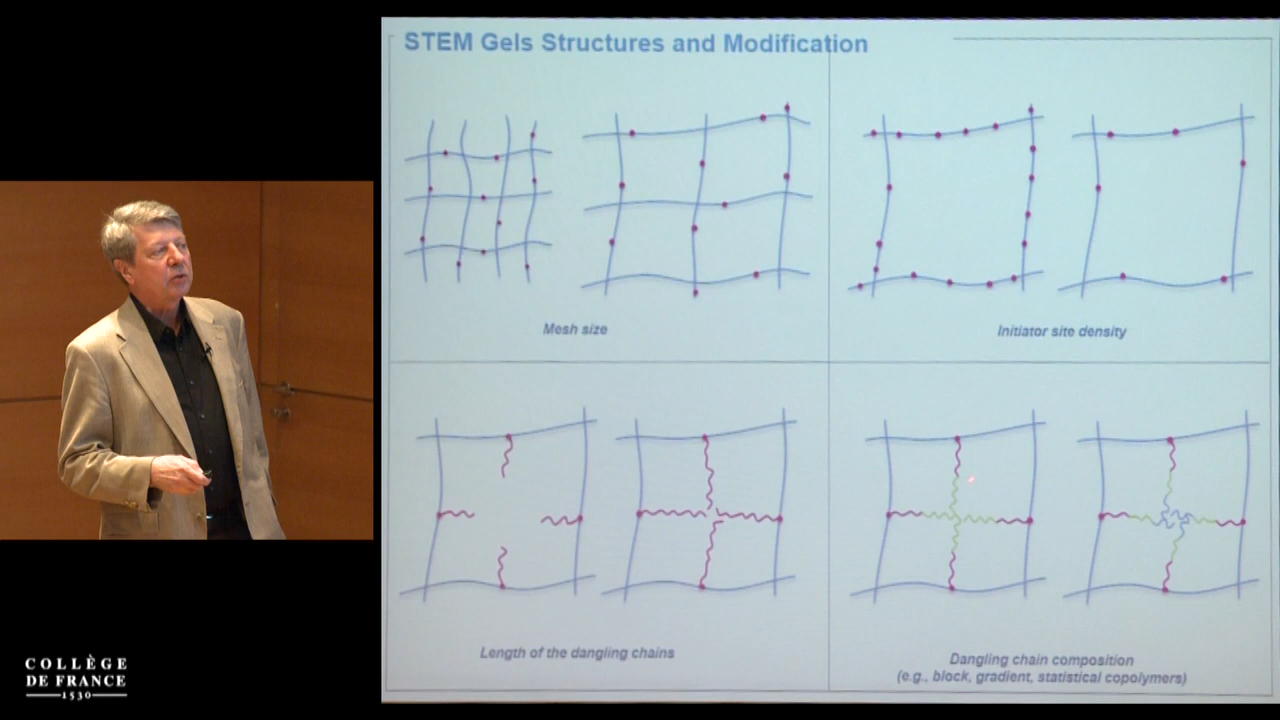 STEM Gels Structures and Modification
Mesh size
Initiator site density
Length of the dangling chains
Dangling chain composition
(e.g., block, gradient, statistical copolymers)
COLLÈGE
DE FRANCE
1530